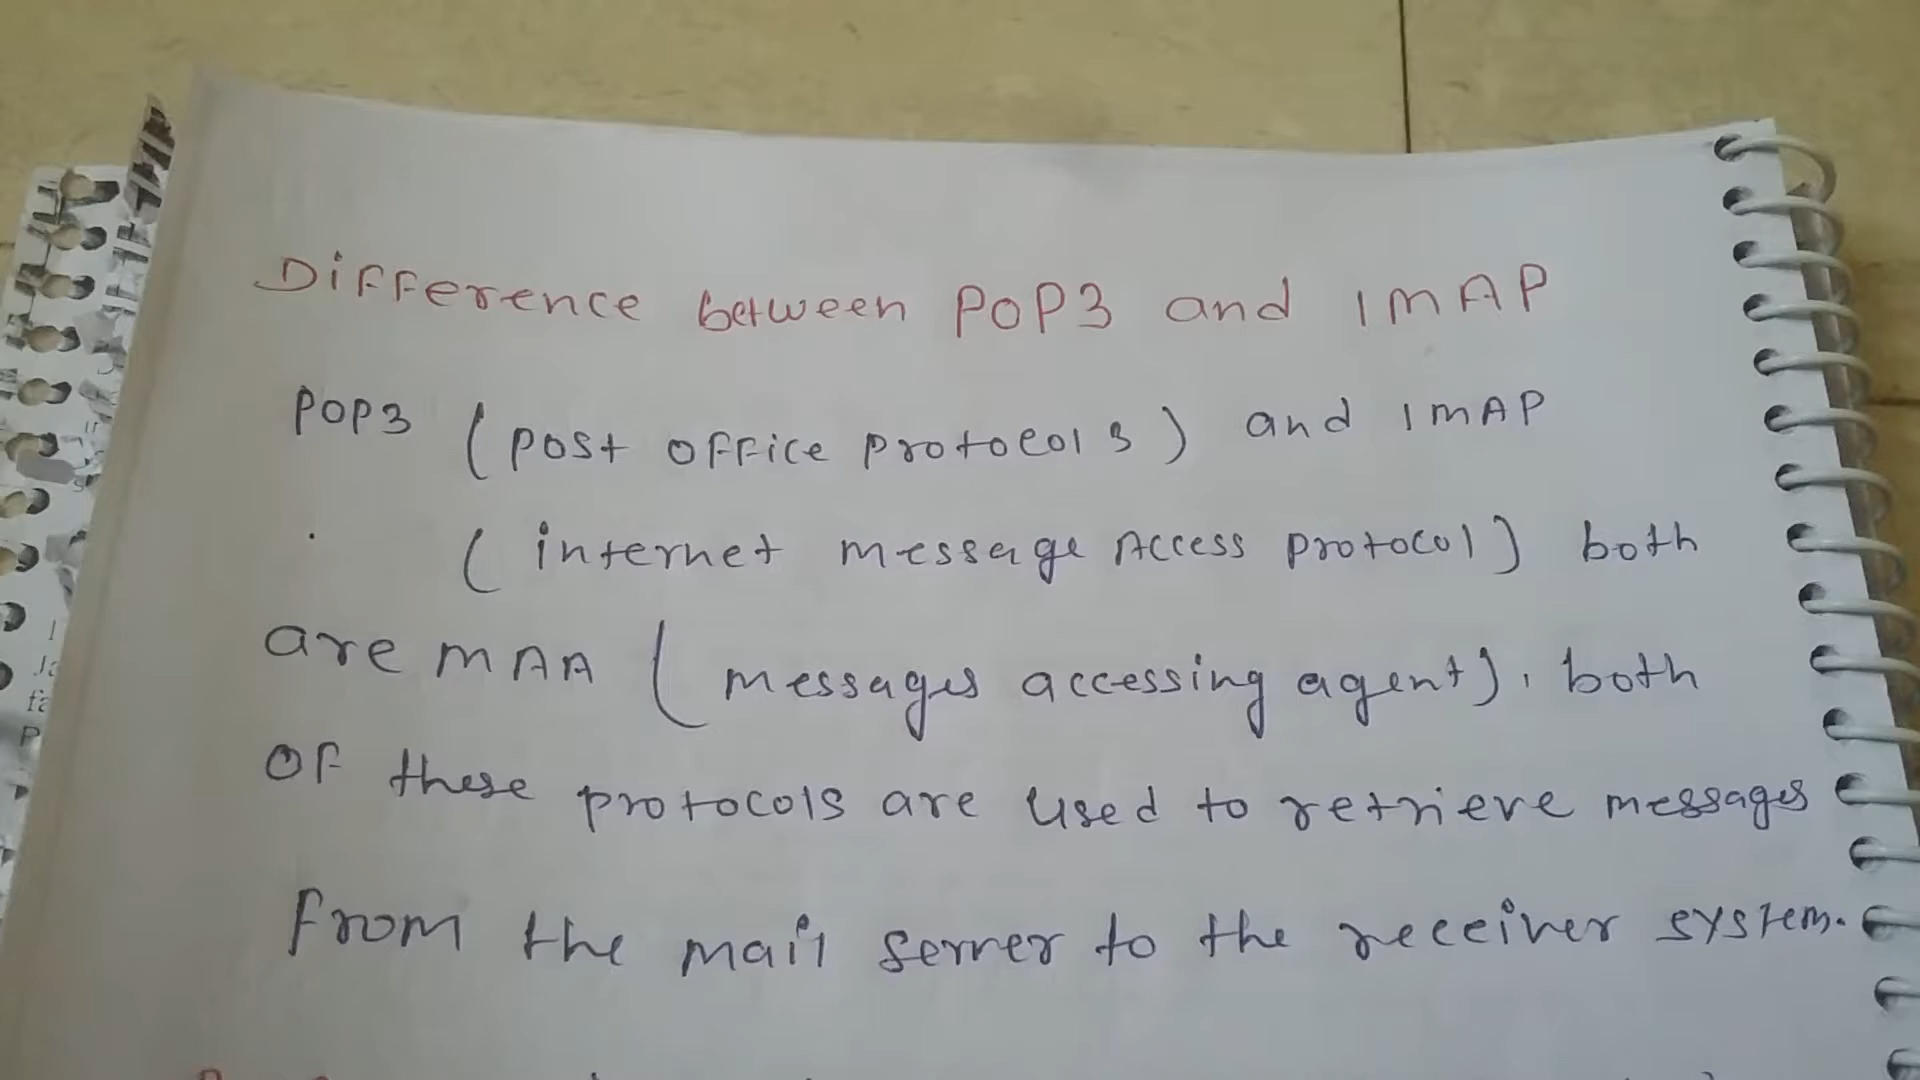 Difference between POP3 and IMAP
POP3 (Post Office Protocol 3) and IMAP
(internet message Access protocol) both
are MAA (messages accessing agent), both
of these protocols are used to retrieve messages
From the mail server to the receiver system.